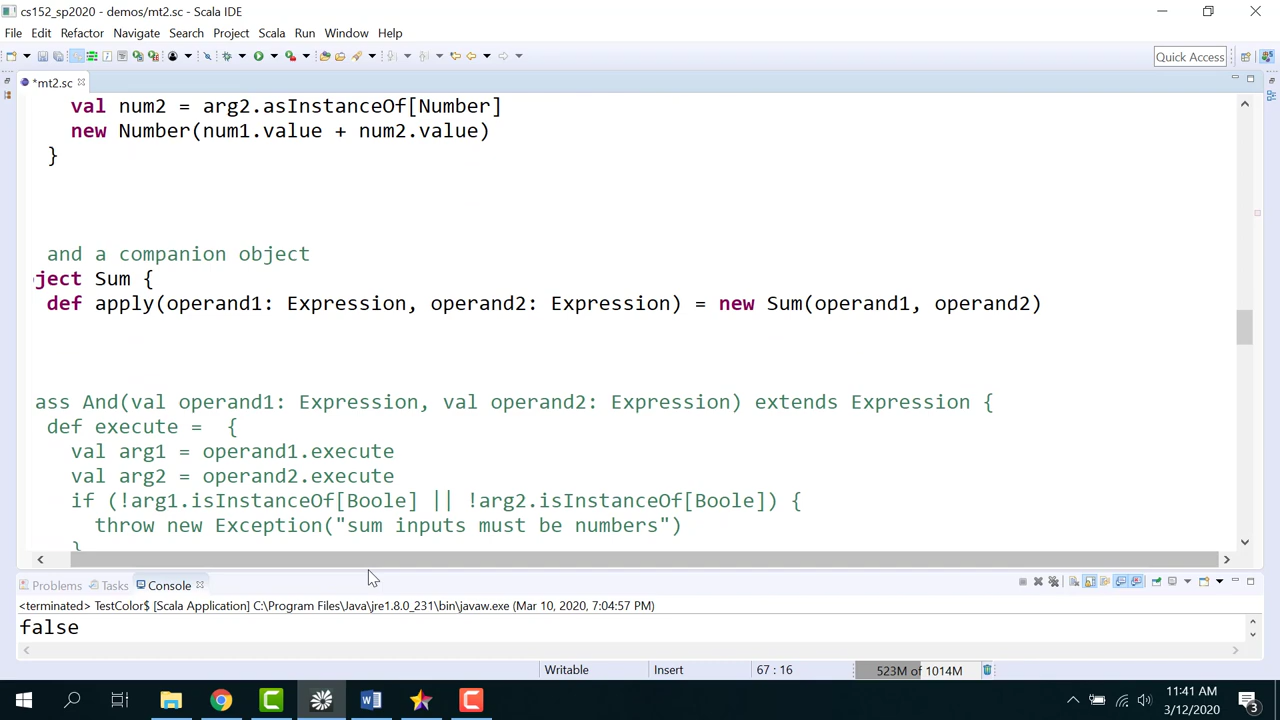 cs152_sp2020 - demos/mt2.sc - Scala IDE
File Edit Refactor Navigate Search Project Scala Run Window Help
Quick Access
*mt2.sc
val num2 = arg2.asInstanceOf[Number]
new Number(num1.value + num2.value)
}
and a companion object
ject Sum {
def apply(operand1: Expression, operand2: Expression) = new Sum(operand1, operand2)
ass And(val operand1: Expression, val operand2: Expression) extends Expression {
def execute = {
val arg1 = operand1.execute
val arg2 = operand2.execute
if (!arg1.isInstanceOf[Boole] || !arg2.isInstanceOf[Boole]) {
throw new Exception("sum inputs must be numbers")
}
Problems Tasks Console
<terminated> TestColor$ [Scala Application] C:\Program Files\Java\jre1.8.0_231\bin\javaw.exe (Mar 10, 2020, 7:04:57 PM)
false
Writable Insert 67 : 16 523M of 1014M
11:41 AM
3/12/2020
3